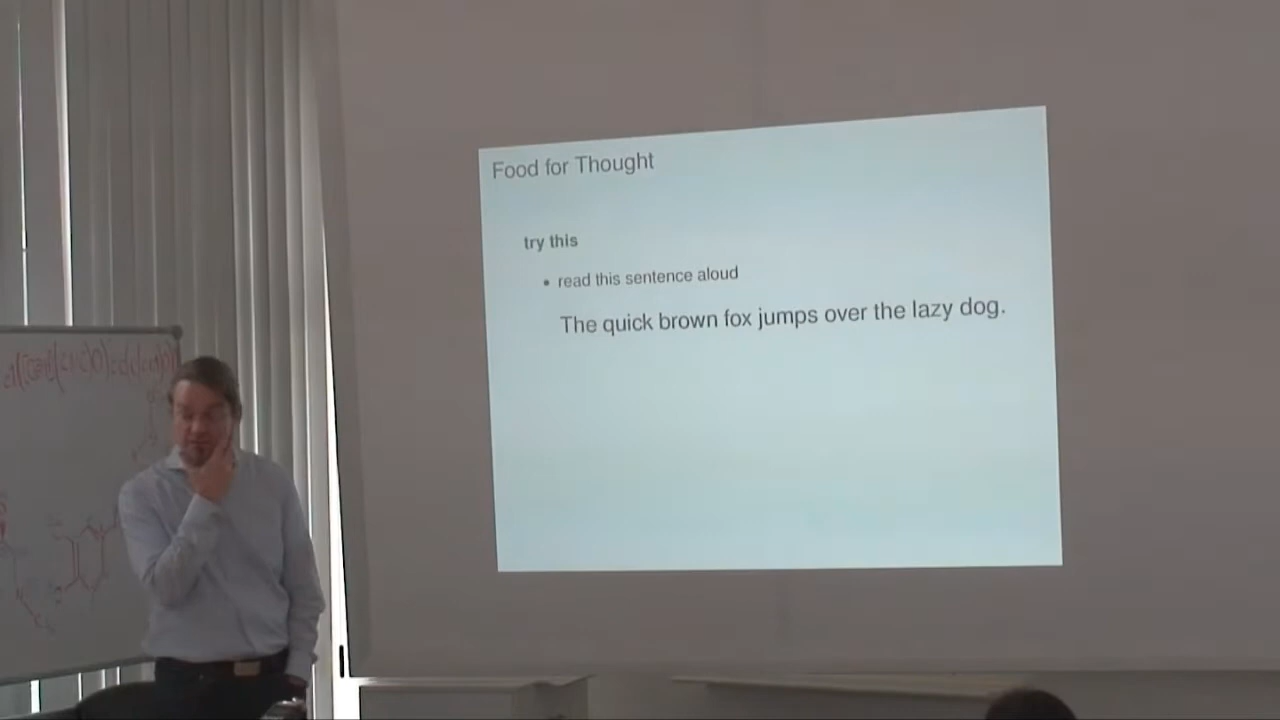 Food for Thought
try this
• read this sentence aloud
The quick brown fox jumps over the lazy dog.